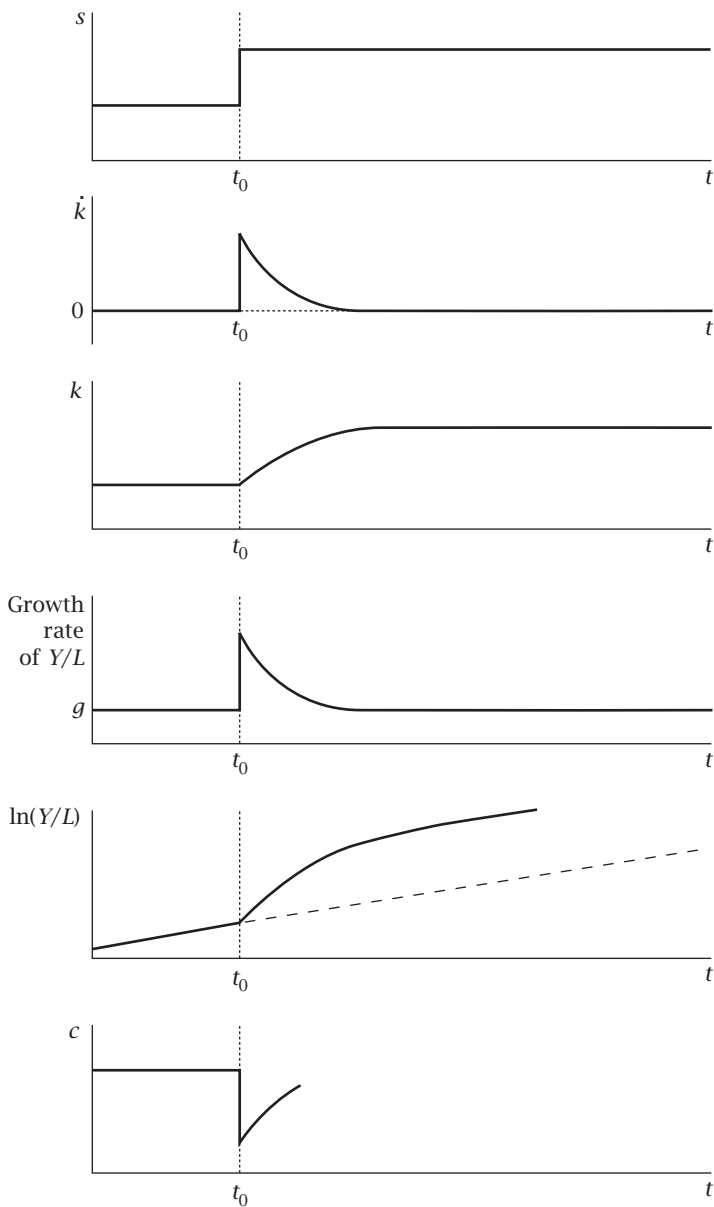 s
t₀ t
k̇
0
t₀ t
k
t₀ t
Growth
rate
of Y/L
g
t₀ t
ln(Y/L)
t₀ t
c
t₀ t